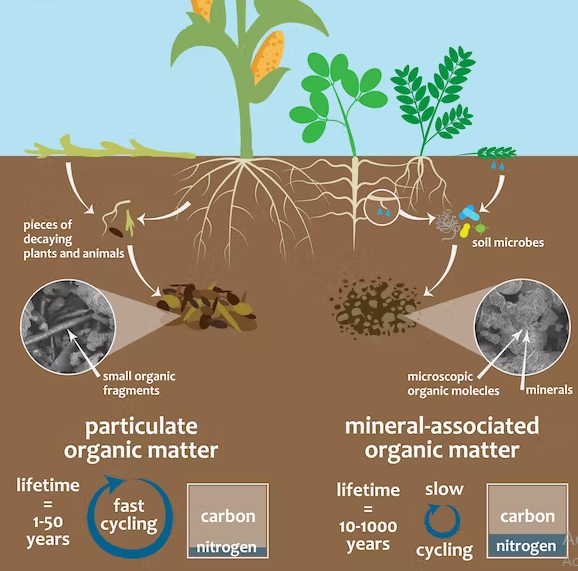 pieces of
decaying
plants and animals
soil microbes
small organic
fragments
microscopic
organic molecles
minerals
particulate
organic matter
mineral-associated
organic matter
lifetime
=
1-50
years
fast
cycling
carbon
nitrogen
lifetime
=
10-1000
years
slow
cycling
carbon
nitrogen